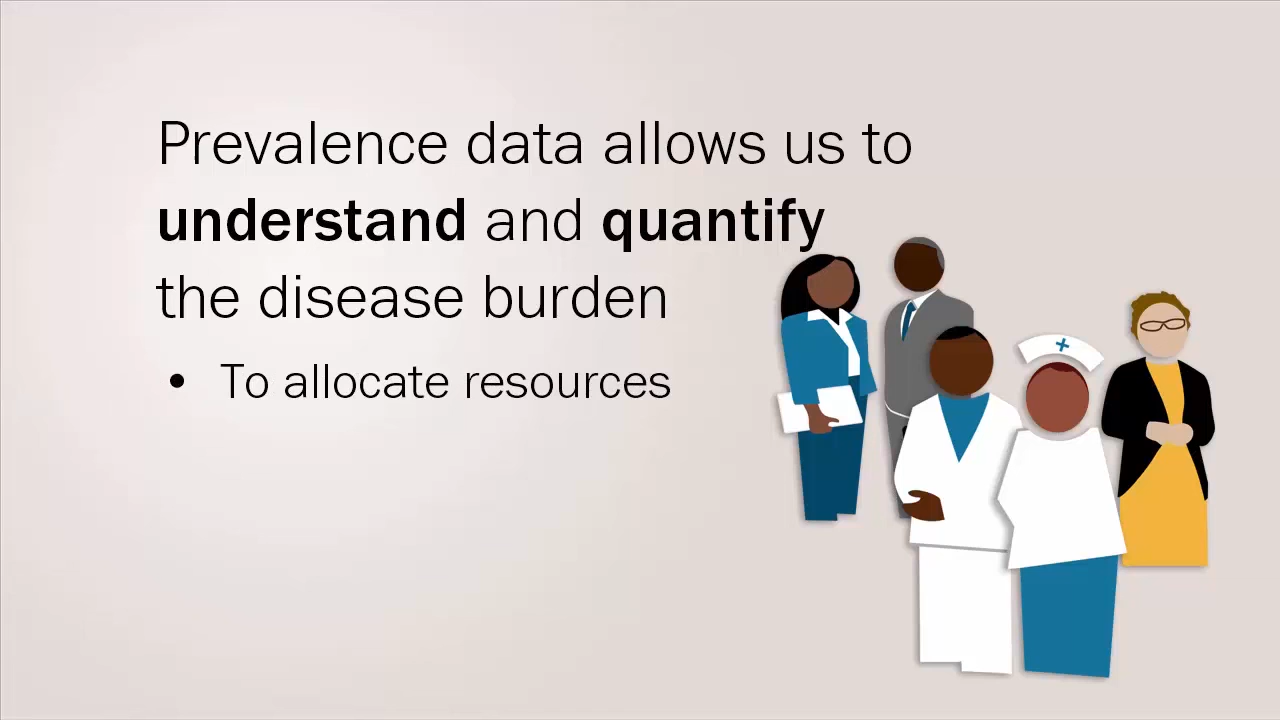 Prevalence data allows us to
understand and quantify
the disease burden
• To allocate resources